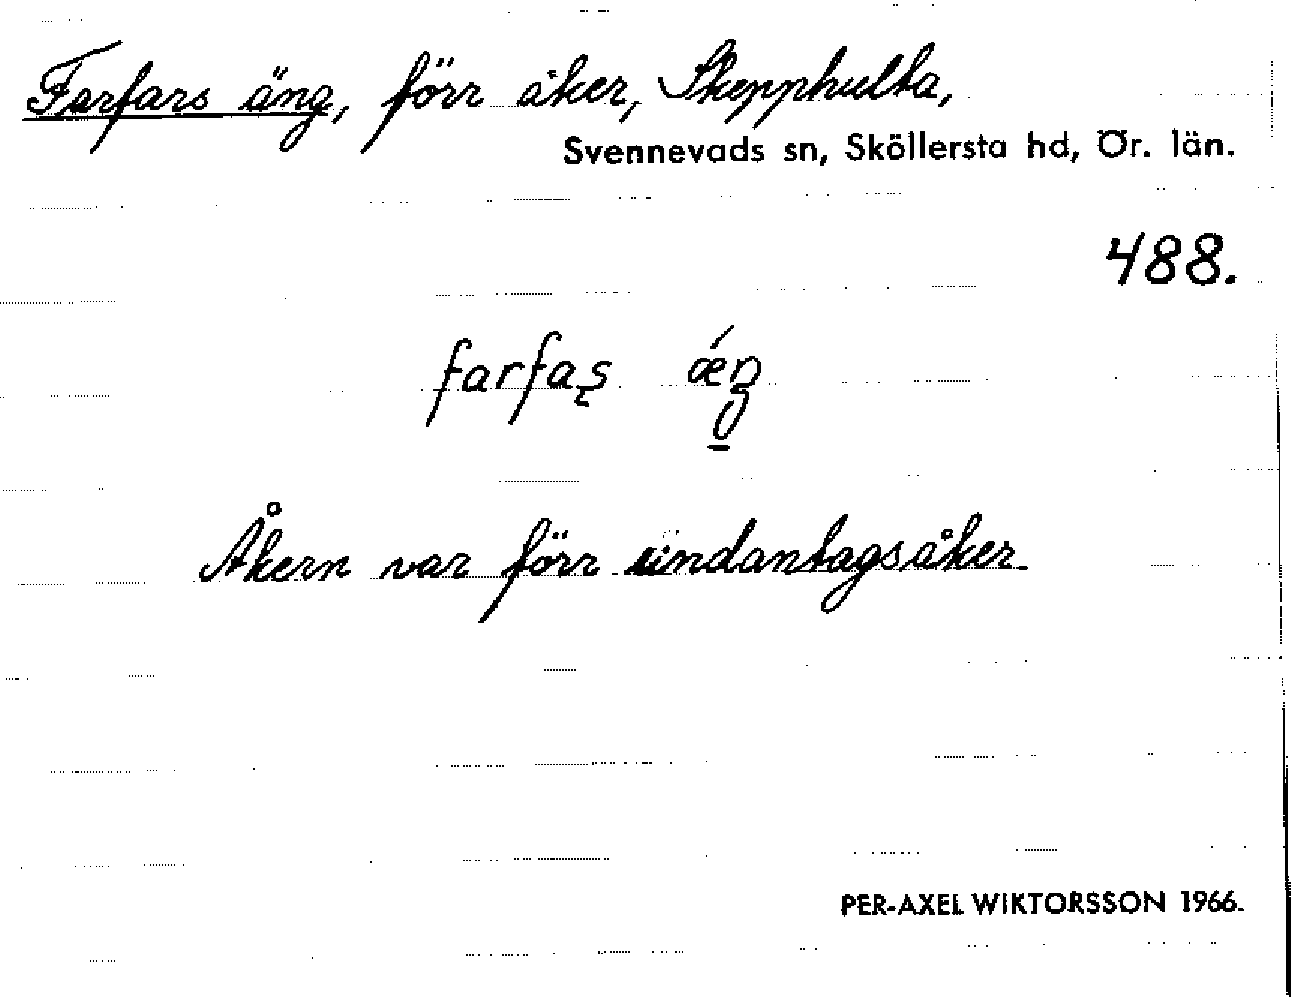 Farfars äng, förr åker, Skepphulta,
Svennevads sn, Sköllersta hd, Ör. län.
488.
farfaş ǽŋ
Åkern var förr undantagsåker
PER-AXEL WIKTORSSON 1966.